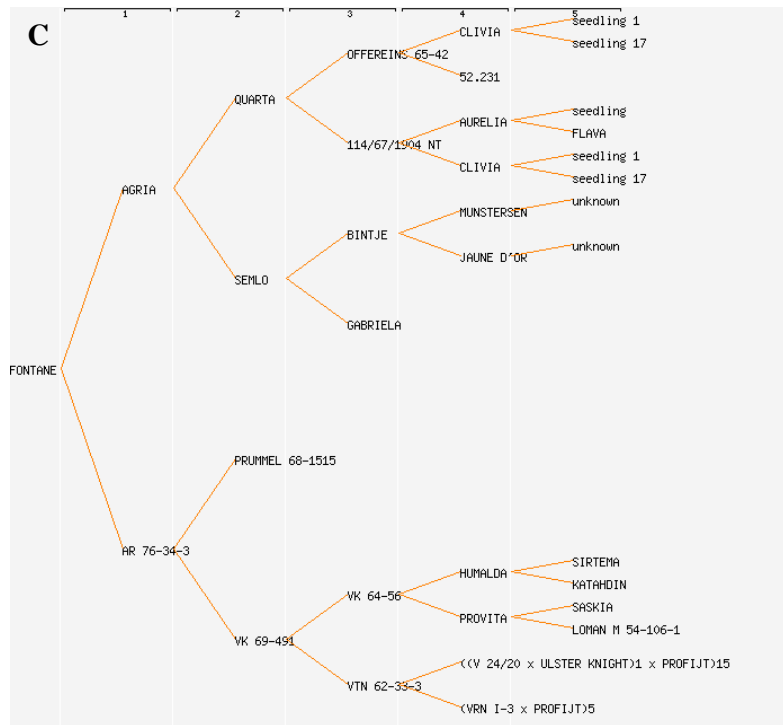 1 2 3 4 5
C
seedling 1
CLIVIA
seedling 17
OFFEREINS 65-42
52.231
QUARTA
seedling
AURELIA
FLAVA
114/67/1904 NT
seedling 1
CLIVIA
seedling 17
AGRIA
unknown
MUNSTERSEN
BINTJE
unknown
JAUNE D'OR
SEMLO
GABRIELA
FONTANE
PRUMMEL 68-1515
AR 76-34-3
SIRTEMA
HUMALDA
KATAHDIN
VK 64-56
SASKIA
PROVITA
LOMAN M 54-106-1
VK 69-491
((V 24/20 x ULSTER KNIGHT)1 x PROFIJT)15
VTN 62-33-3
(VRN I-3 x PROFIJT)5